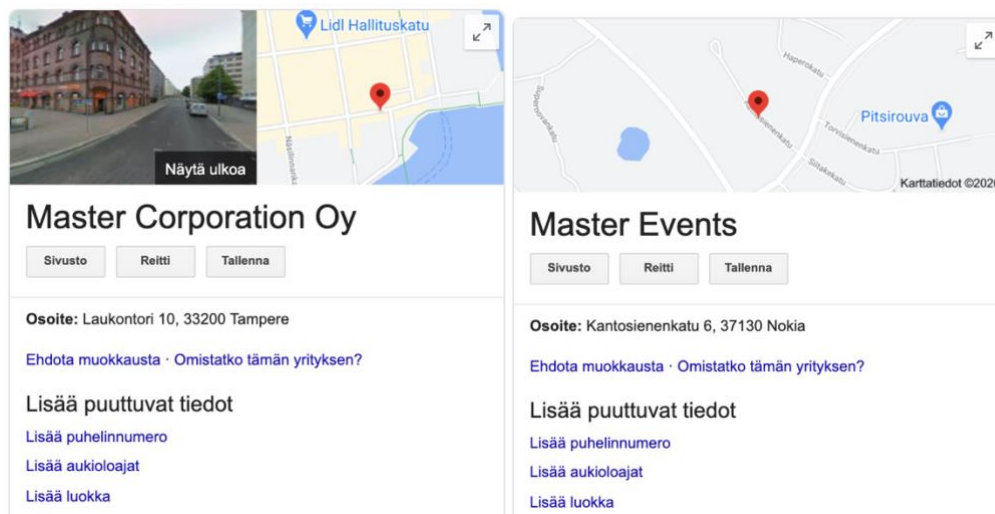 Lidl Hallituskatu
Näsilinnanka
Näytä ulkoa
Master Corporation Oy
Sivusto
Reitti
Tallenna
Osoite: Laukontori 10, 33200 Tampere
Ehdota muokkausta · Omistatko tämän yrityksen?
Lisää puuttuvat tiedot
Lisää puhelinnumero
Lisää aukioloajat
Lisää luokka
Haperokatu
Pitsirouva
Torvisienenkatu
Siitakekatu
Karttatiedot ©2020
Master Events
Sivusto
Reitti
Tallenna
Osoite: Kantosienenkatu 6, 37130 Nokia
Ehdota muokkausta · Omistatko tämän yrityksen?
Lisää puuttuvat tiedot
Lisää puhelinnumero
Lisää aukioloajat
Lisää luokka